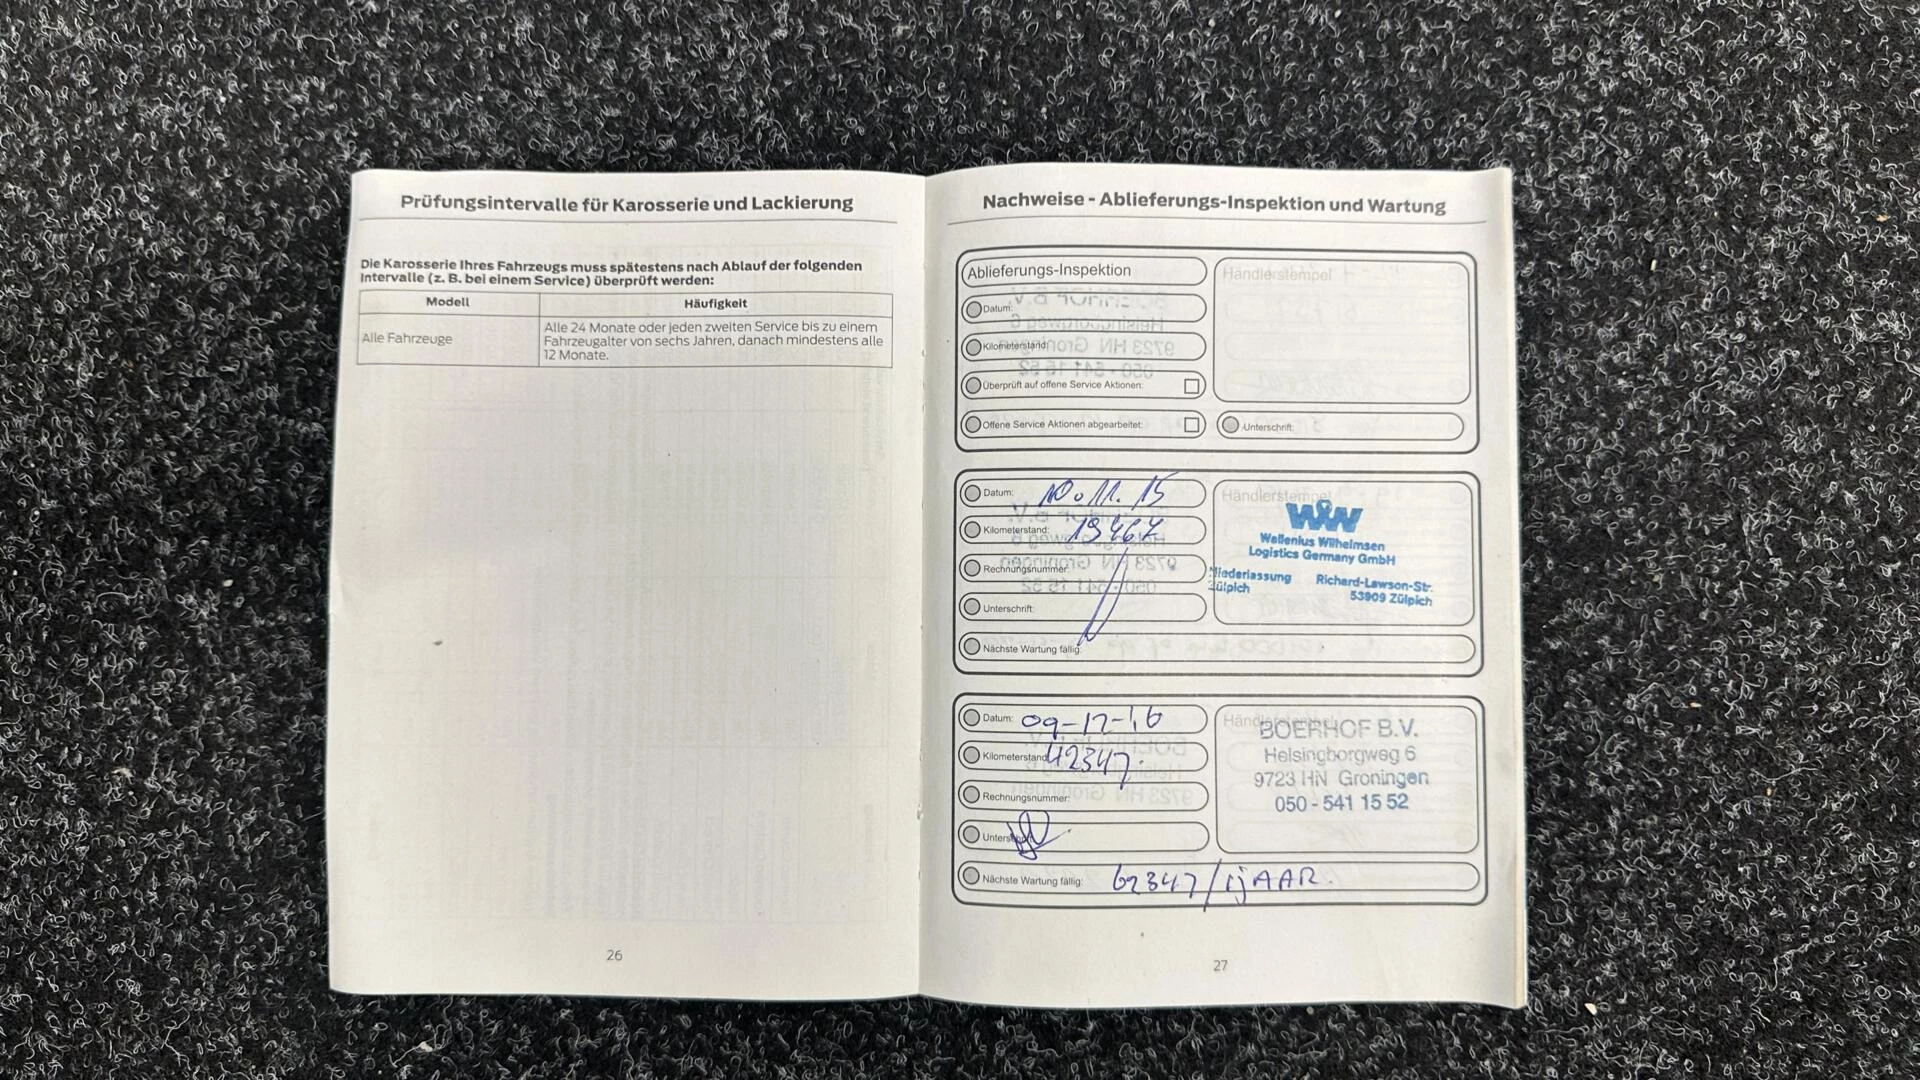 Prüfungsintervalle für Karosserie und Lackierung
Die Karosserie Ihres Fahrzeugs muss spätestens nach Ablauf der folgenden
Intervalle (z. B. bei einem Service) überprüft werden:
Modell Häufigkeit
Alle Fahrzeuge
Alle 24 Monate oder jeden zweiten Service bis zu einem
Fahrzeugalter von sechs Jahren, danach mindestens alle
12 Monate.
26
Nachweise - Ablieferungs-Inspektion und Wartung
Ablieferungs-Inspektion
Händlerstempel
Datum:
Kilometerstand:
Überprüft auf offene Service Aktionen:
Offene Service Aktionen abgearbeitet:
Unterschrift:
Datum: 10.11.15
Kilometerstand: 19467
Rechnungsnummer:
Unterschrift:
Nächste Wartung fällig:
Händlerstempel
WW
Wallenius Wilhelmsen
Logistics Germany GmbH
Niederlassung Richard-Lawson-Str.
Zülpich 53909 Zülpich
Datum: 09-12-16
Kilometerstand: 42347.
Rechnungsnummer:
Unterschrift:
Nächste Wartung fällig: 62347/1jAAR.
Händlerstempel
BOERHOF B.V.
Helsingborgweg 6
9723 HN Groningen
050 - 541 15 52
27